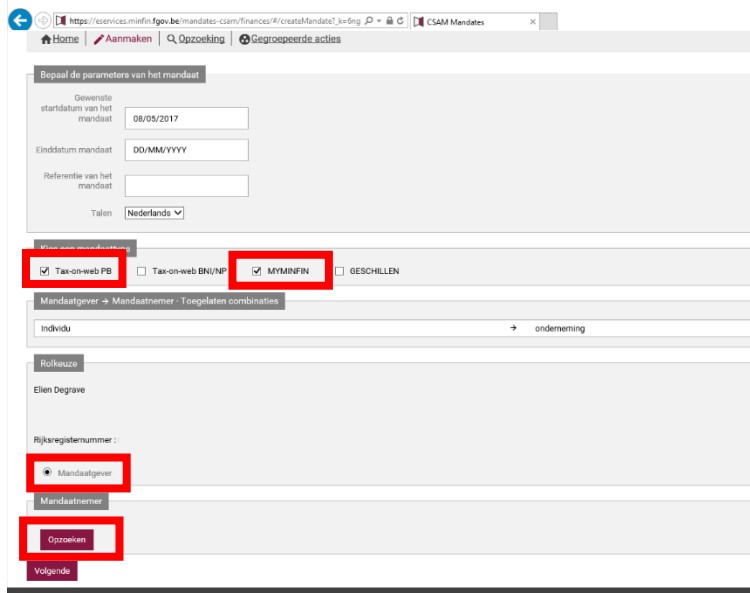 https://eservices.minfin.fgov.be/mandates-csam/finances/#/createMandate?_k=6ng
CSAM Mandates
Home Aanmaken Opzoeking Gegroepeerde acties
Bepaal de parameters van het mandaat
Gewenste
startdatum van het
mandaat 08/05/2017
Einddatum mandaat DD/MM/YYYY
Referentie van het
mandaat
Talen Nederlands
Kies een mandaattype
Tax-on-web PB Tax-on-web BNI/NP MYMINFIN GESCHILLEN
Mandaatgever → Mandaatnemer - Toegelaten combinaties
Individu → onderneming
Rolkeuze
Elien Degrave
Rijksregisternummer :
Mandaatgever
Mandaatnemer
Opzoeken
Volgende